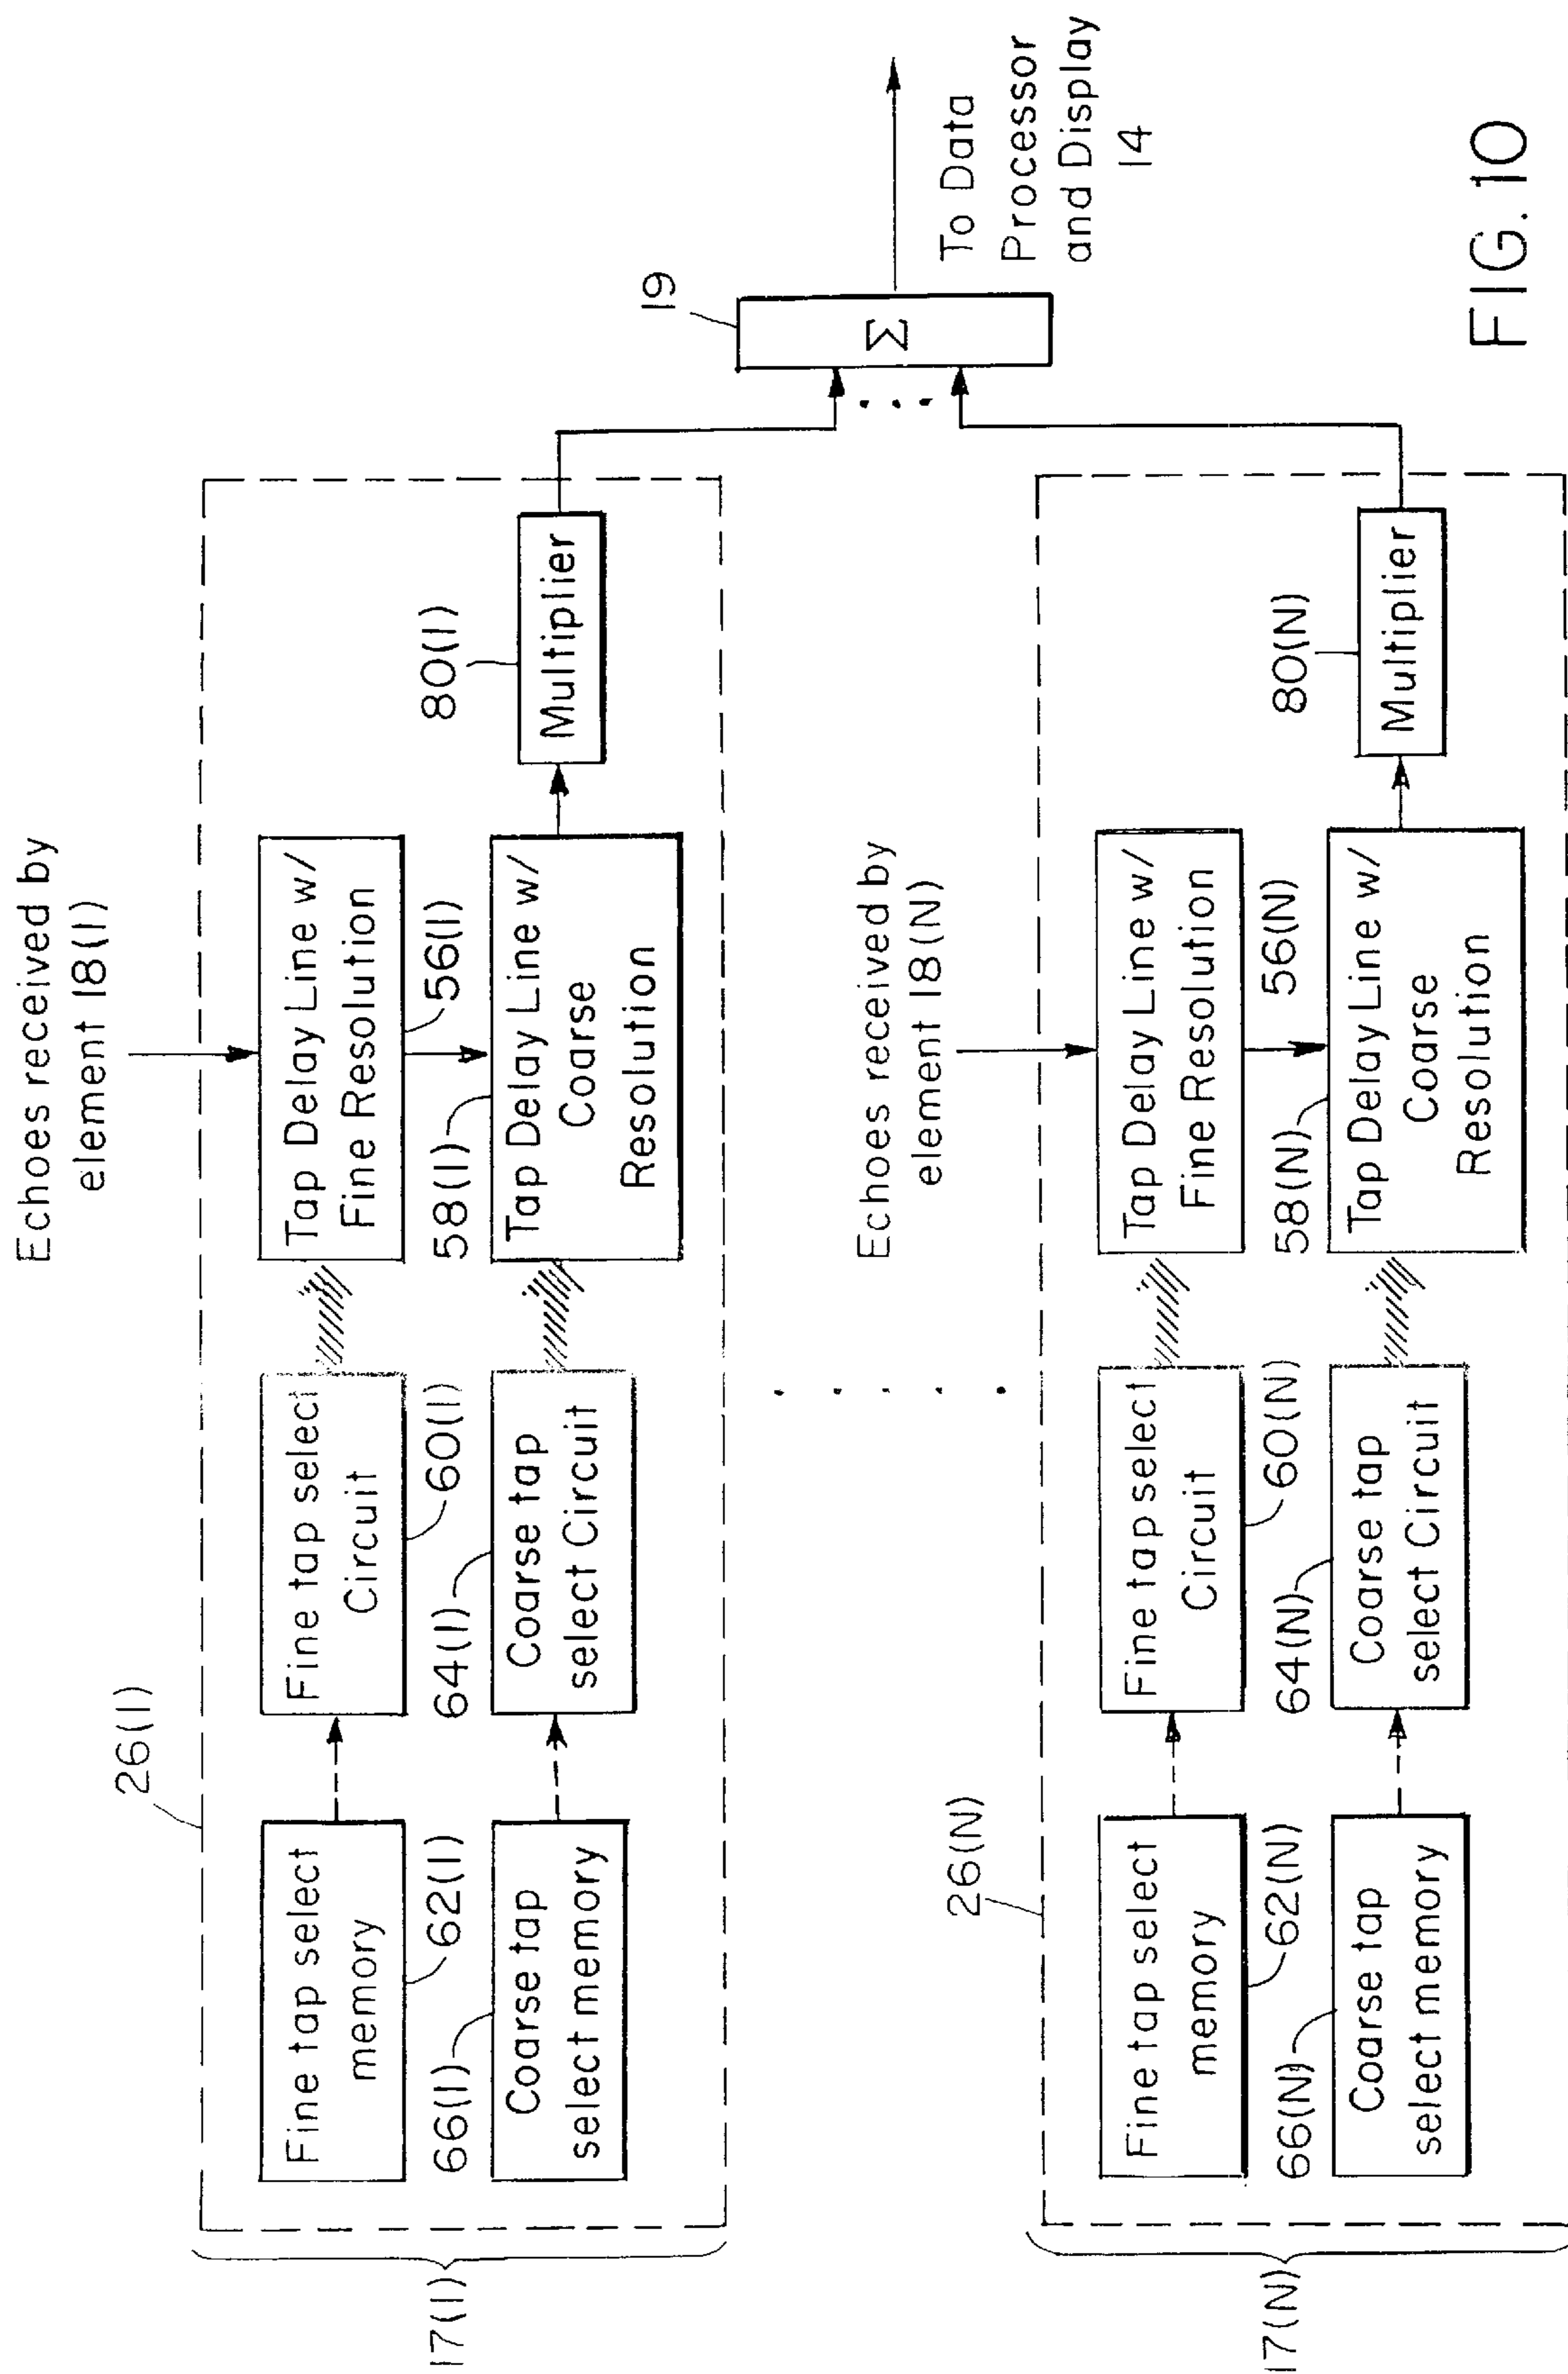 Echoes received by
element 18(1)
26(1)
17(1)
Fine tap select
memory
62(1)
Fine tap select
Circuit
60(1)
Tap Delay Line w/
Fine Resolution
56(1)
66(1)
Coarse tap
select memory
64(1)
Coarse tap
select Circuit
58(1)
Tap Delay Line w/
Coarse
Resolution
80(1)
Multiplier
19
Σ
To Data
Processor
and Display
14
Echoes received by
element 18(N)
26(N)
17(N)
Fine tap select
memory
62(N)
Fine tap select
Circuit
60(N)
Tap Delay Line w/
Fine Resolution
56(N)
66(N)
Coarse tap
select memory
64(N)
Coarse tap
select Circuit
58(N)
Tap Delay Line w/
Coarse
Resolution
80(N)
Multiplier
FIG. 10